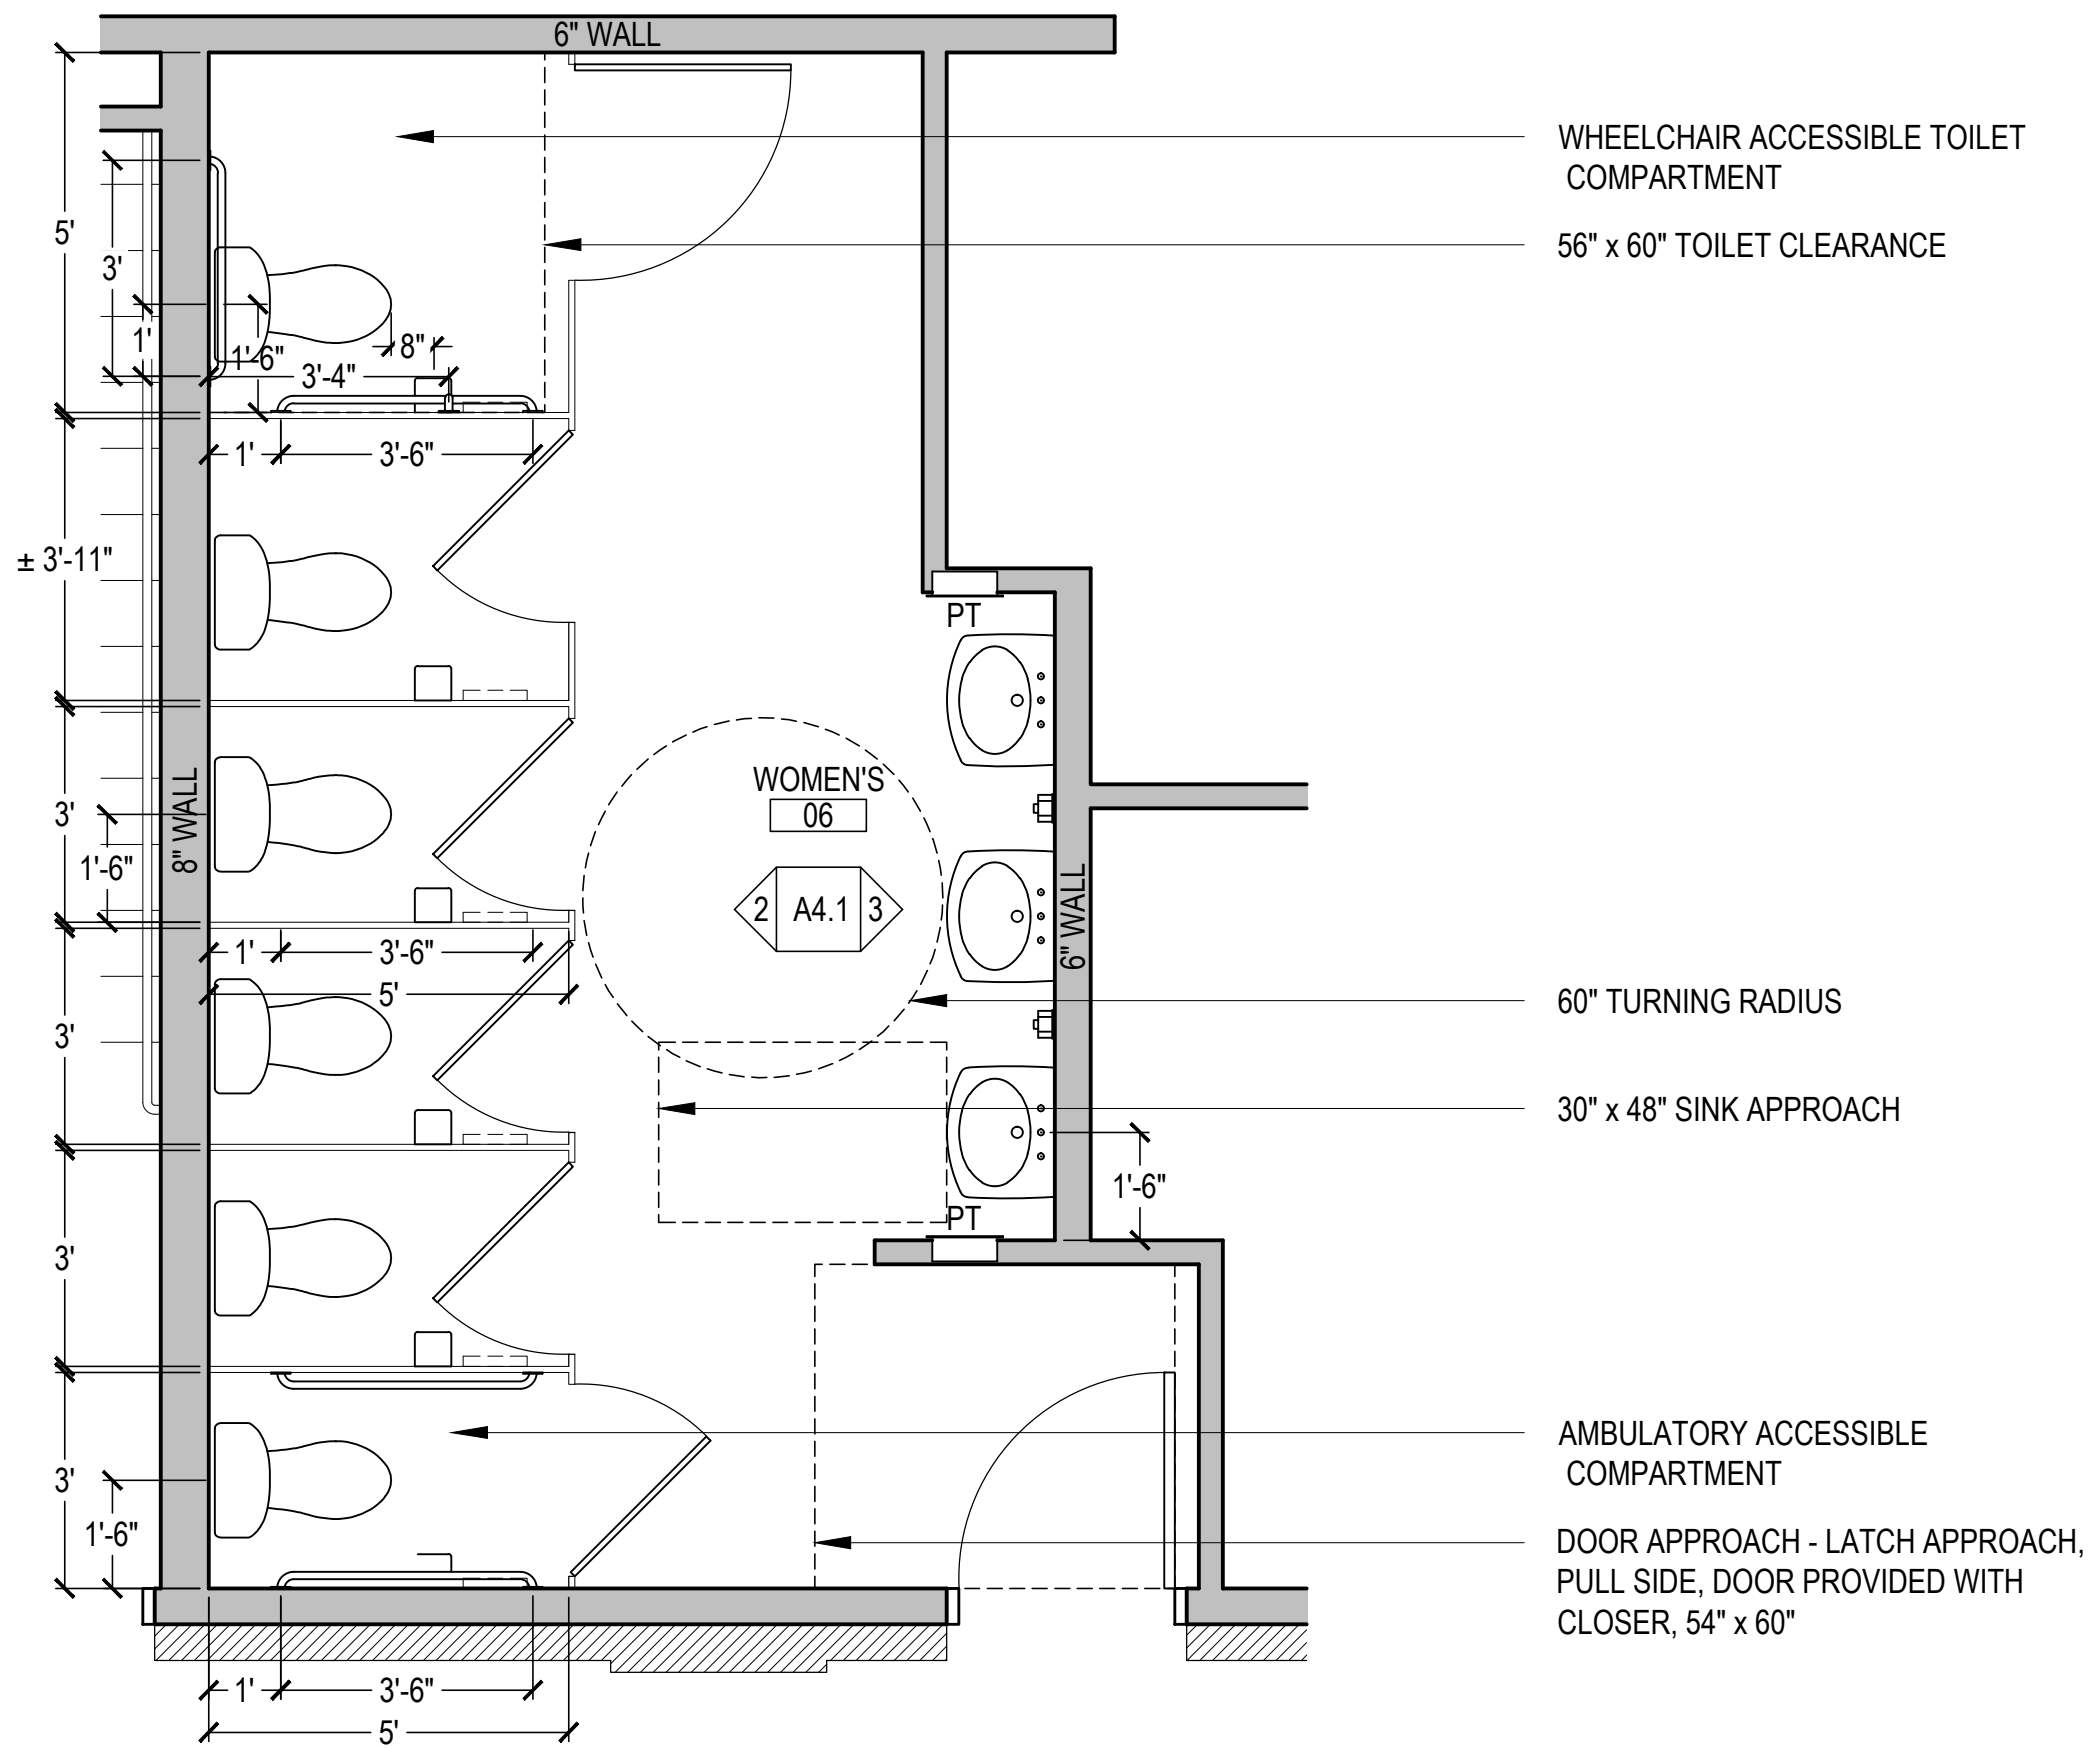 6" WALL
WHEELCHAIR ACCESSIBLE TOILET
COMPARTMENT
56" x 60" TOILET CLEARANCE
5'
3'
1'
1'-6"
8"
3'-4"
1'
3'-6"
± 3'-11"
PT
8" WALL
WOMEN'S
06
3'
1'-6"
2
A4.1
3
6" WALL
1'
3'-6"
5'
60" TURNING RADIUS
3'
30" x 48" SINK APPROACH
1'-6"
PT
3'
AMBULATORY ACCESSIBLE
COMPARTMENT
3'
1'-6"
DOOR APPROACH - LATCH APPROACH,
PULL SIDE, DOOR PROVIDED WITH
CLOSER, 54" x 60"
1'
3'-6"
5'